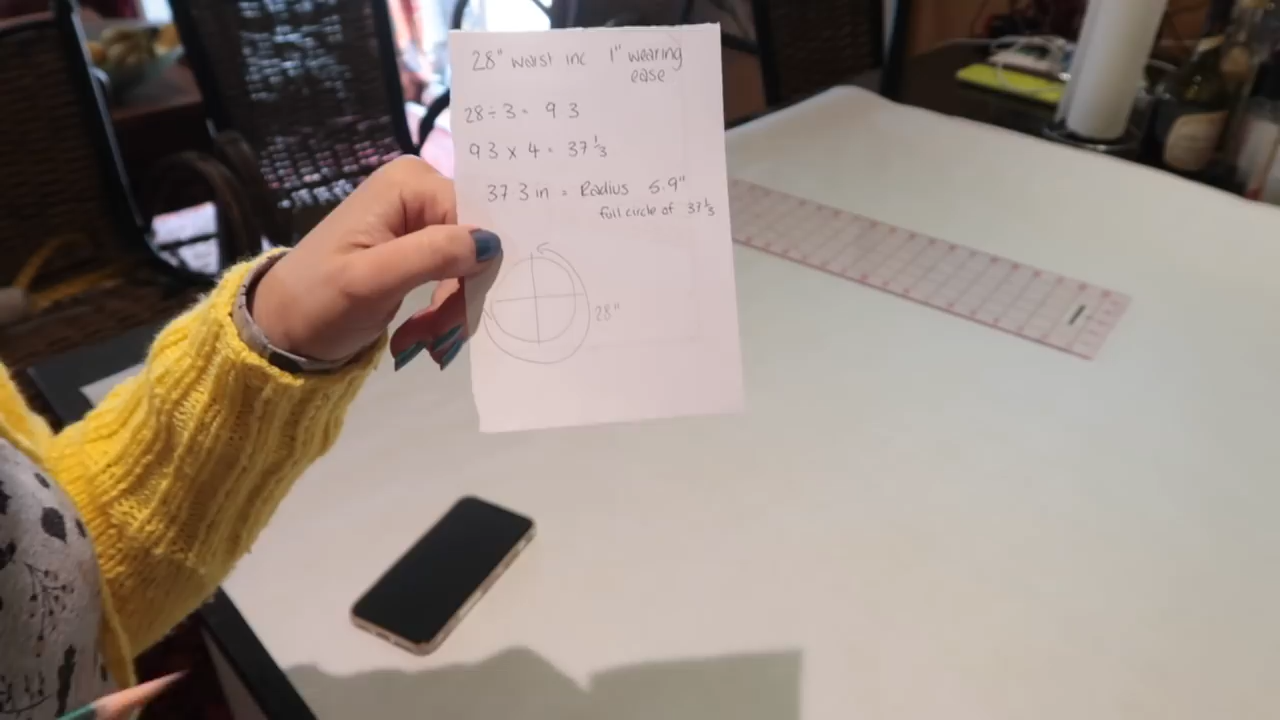 28" waist inc 1" wearing
ease
28 ÷ 3 = 9 3
9 3 x 4 = 37 1/3
37 3 in = Radius 5.9"
full circle of 37 1/3
28"